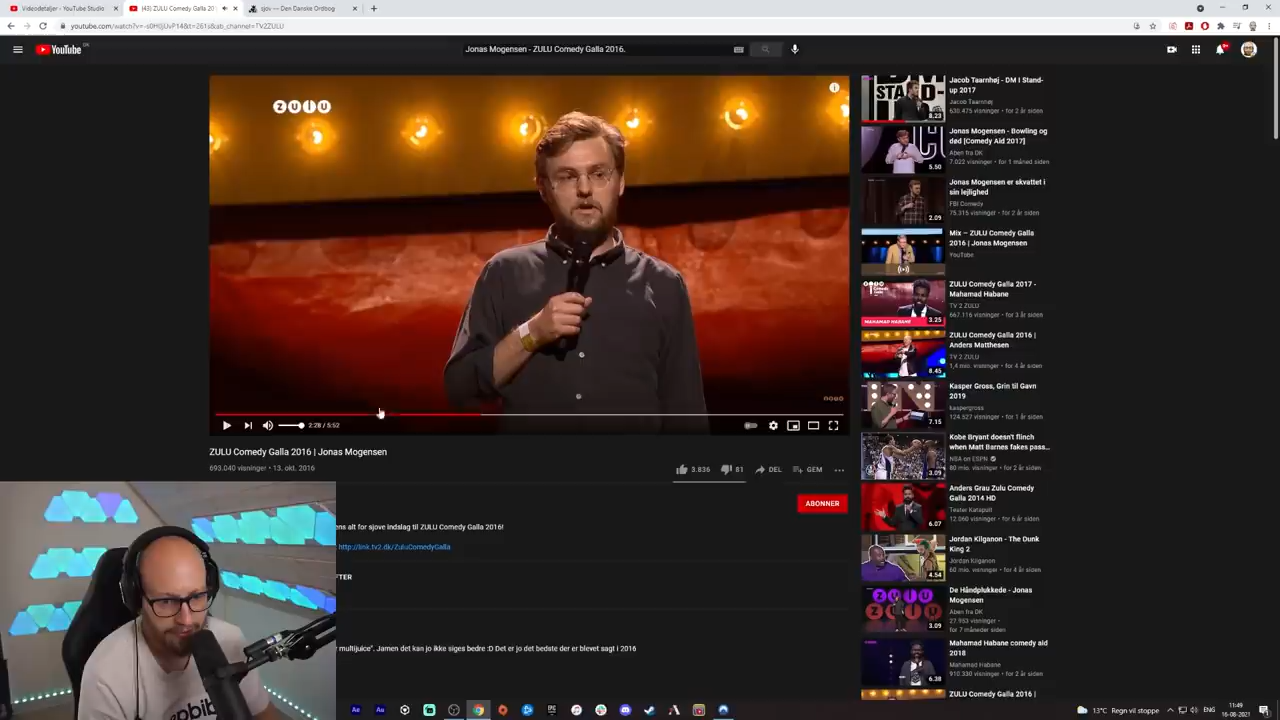 Videodetaljer - YouTube Studio
(43) ZULU Comedy Galla 20
sjov — Den Danske Ordbog
youtube.com/watch?v=-s0HGjUvP14&t=261s&ab_channel=TV2ZULU
YouTube DK
Jonas Mogensen - ZULU Comedy Galla 2016.
ZULU
2:28 / 5:52
ZULU Comedy Galla 2016 | Jonas Mogensen
693.040 visninger • 13. okt. 2016
3.836
81
DEL
GEM
ABONNER
ens alt for sjove indslag til ZULU Comedy Galla 2016!
http://link.tv2.dk/ZuluComedyGalla
FTER
multijuice". Jamen det kan jo ikke siges bedre :D Det er jo det bedste der er blevet sagt i 2016
Jacob Taarnhøj - DM i Stand-
up 2017
Jacob Taarnhøj
630.475 visninger • for 2 år siden
8.23
Jonas Mogensen - Bowling og
død [Comedy Aid 2017]
Aben fra DK
7.022 visninger • for 1 måned siden
5.50
Jonas Mogensen er skvattet i
sin lejlighed
FBI Comedy
75.315 visninger • for 2 år siden
2.09
Mix – ZULU Comedy Galla
2016 | Jonas Mogensen
YouTube
ZULU Comedy Galla 2017 -
Mahamad Habane
TV 2 ZULU
667.116 visninger • for 3 år siden
MAHAMAD HABANE
3.25
ZULU Comedy Galla 2016 |
Anders Matthesen
TV 2 ZULU
1,4 mio. visninger • for 4 år siden
8.45
Kasper Gross, Grin til Gavn
2019
kaspergross
124.527 visninger • for 1 år siden
7.15
Kobe Bryant doesn't flinch
when Matt Barnes fakes pass...
NBA on ESPN
80 mio. visninger • for 2 år siden
3.09
Anders Grau Zulu Comedy
Galla 2014 HD
Tester Katapult
12.060 visninger • for 6 år siden
6.07
Jordan Kilganon - The Dunk
King 2
Jordan Kilganon
60 mio. visninger • for 4 år siden
4.54
De Håndplukkede - Jonas
Mogensen
Aben fra DK
27.953 visninger •
for 7 måneder siden
3.09
Mahamad Habane comedy aid
2018
Mahamad Habane
910.330 visninger • for 2 år siden
6.38
ZULU Comedy Galla 2016 |
13°C Regn vil stoppe
ENG
11:49
16-08-2021